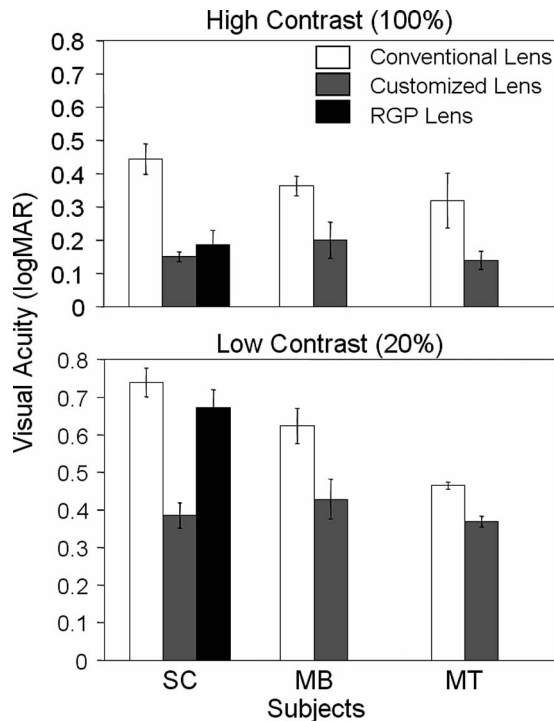 High Contrast (100%)
0.8
0.7
0.6
0.5
0.4
0.3
0.2
0.1
0
Conventional Lens
Customized Lens
RGP Lens
Visual Acuity (logMAR)
Low Contrast (20%)
0.8
0.7
0.6
0.5
0.4
0.3
0.2
0.1
0
SC MB MT
Subjects